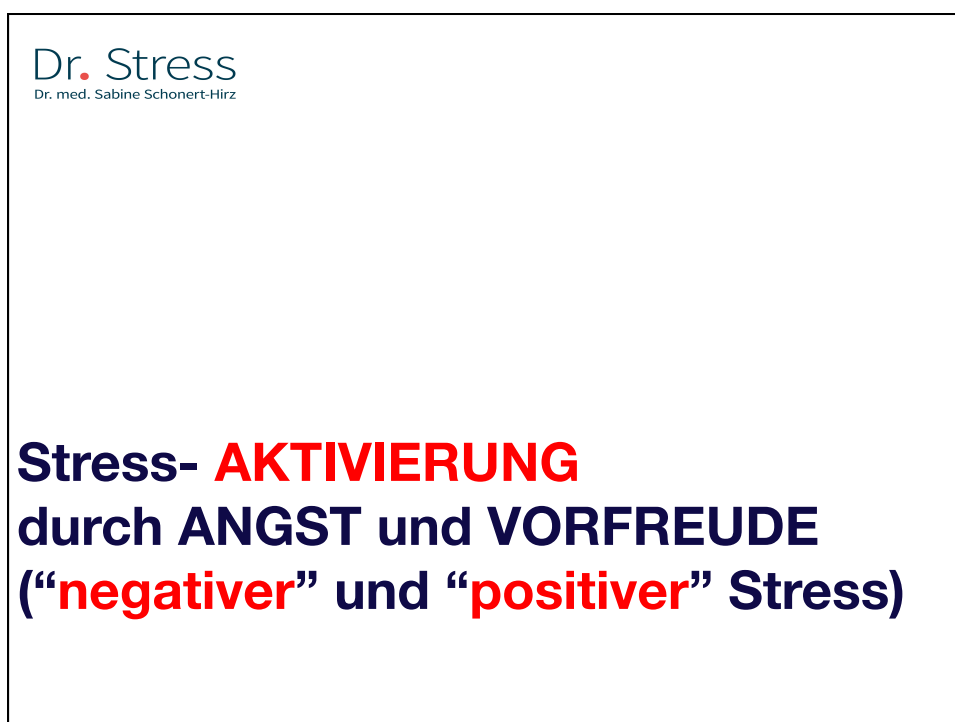 Dr. Stress
Dr. med. Sabine Schonert-Hirz
Stress- AKTIVIERUNG
durch ANGST und VORFREUDE
(“negativer” und “positiver” Stress)